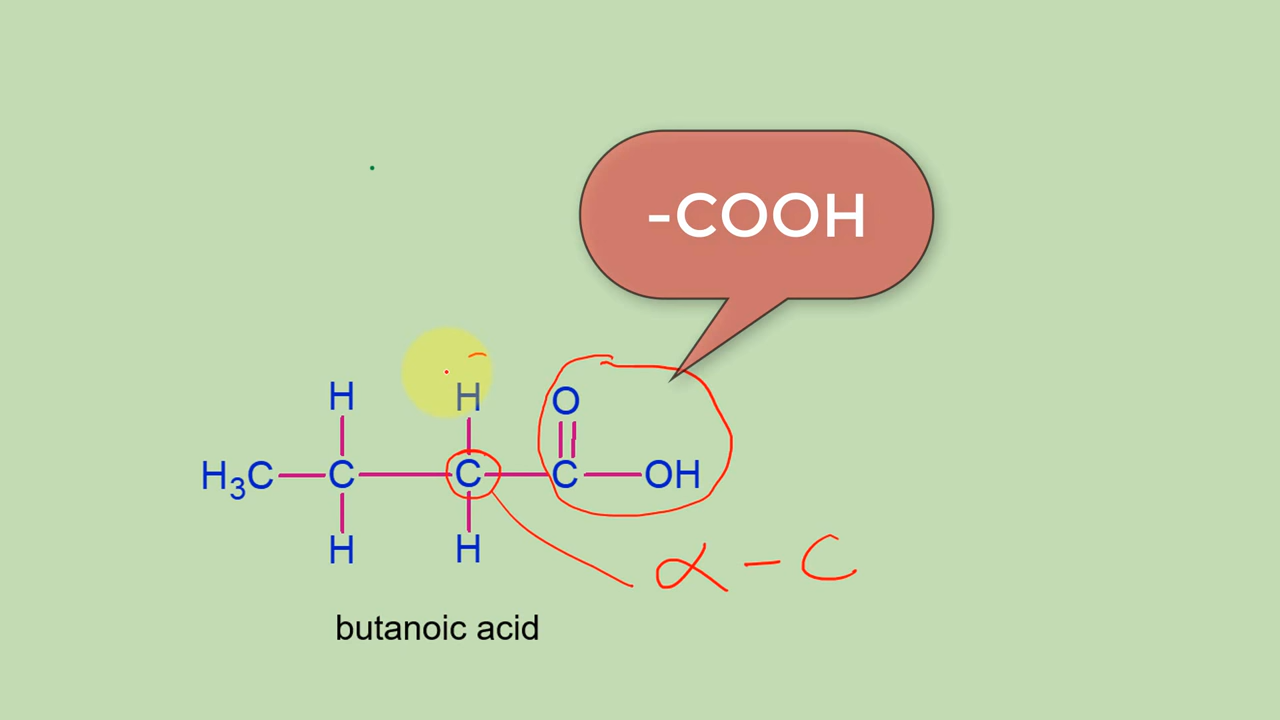 -COOH
H H O
H3C C C C OH
H H
α - C
butanoic acid